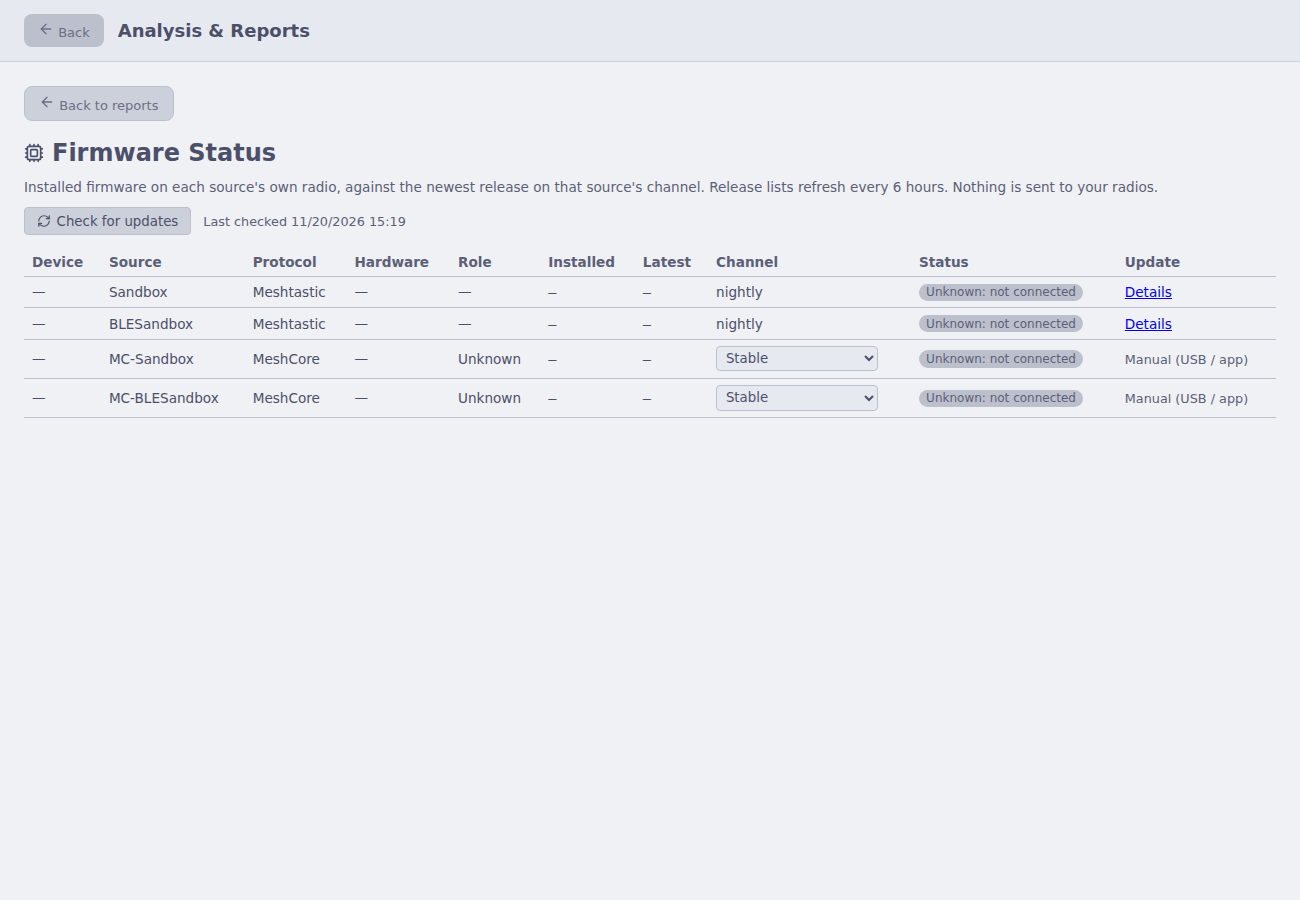 Back
Analysis & Reports
Back to reports
Firmware Status
Installed firmware on each source's own radio, against the newest release on that source's channel. Release lists refresh every 6 hours. Nothing is sent to your radios.
Check for updates Last checked 11/20/2026 15:19
Device Source Protocol Hardware Role Installed Latest Channel Status Update
— Sandbox Meshtastic — — — — nightly Unknown: not connected Details
— BLESandbox Meshtastic — — — — nightly Unknown: not connected Details
— MC-Sandbox MeshCore — Unknown — — Stable Unknown: not connected Manual (USB / app)
— MC-BLESandbox MeshCore — Unknown — — Stable Unknown: not connected Manual (USB / app)